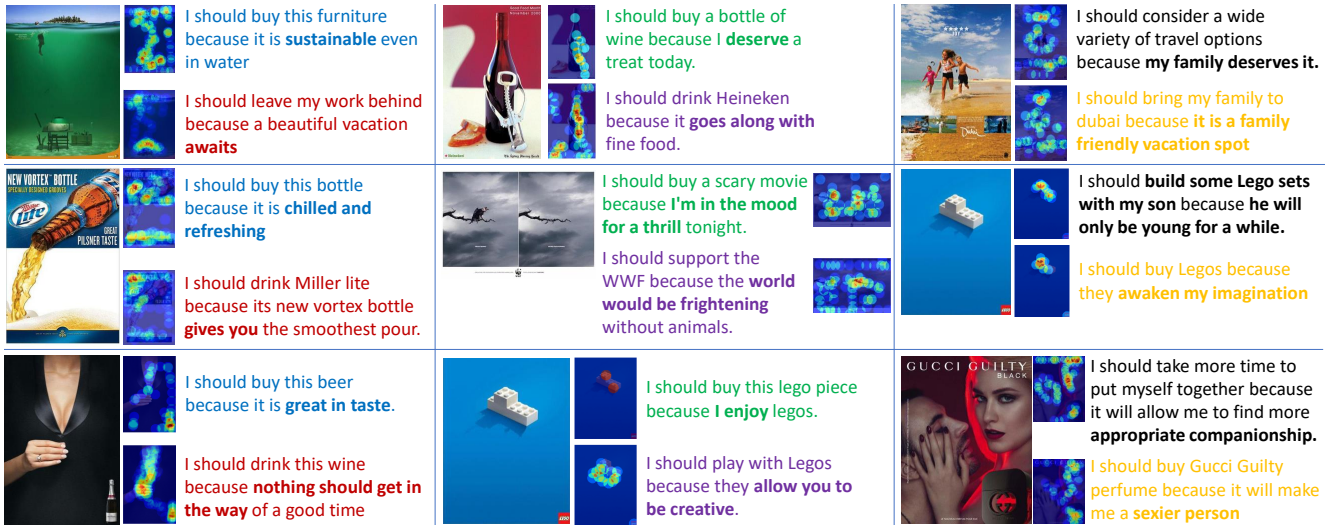 I should buy this furniture
because it is sustainable even
in water
I should leave my work behind
because a beautiful vacation
awaits
I should buy a bottle of
wine because I deserve a
treat today.
I should drink Heineken
because it goes along with
fine food.
I should consider a wide
variety of travel options
because my family deserves it.
Dubai
I should bring my family to
dubai because it is a family
friendly vacation spot
NEW VORTEX™ BOTTLE
SPECIALLY DESIGNED GROOVES
Miller
Lite
GREAT
PILSNER TASTE
I should buy this bottle
because it is chilled and
refreshing
I should drink Miller lite
because its new vortex bottle
gives you the smoothest pour.
I should buy a scary movie
because I'm in the mood
for a thrill tonight.
I should support the
WWF because the world
would be frightening
without animals.
I should build some Lego sets
with my son because he will
only be young for a while.
I should buy Legos because
they awaken my imagination
I should buy this beer
because it is great in taste.
I should drink this wine
because nothing should get in
the way of a good time
I should buy this lego piece
because I enjoy legos.
I should play with Legos
because they allow you to
be creative.
GUCCI GUILTY
BLACK
I should take more time to
put myself together because
it will allow me to find more
appropriate companionship.
I should buy Gucci Guilty
perfume because it will make
me a sexier person